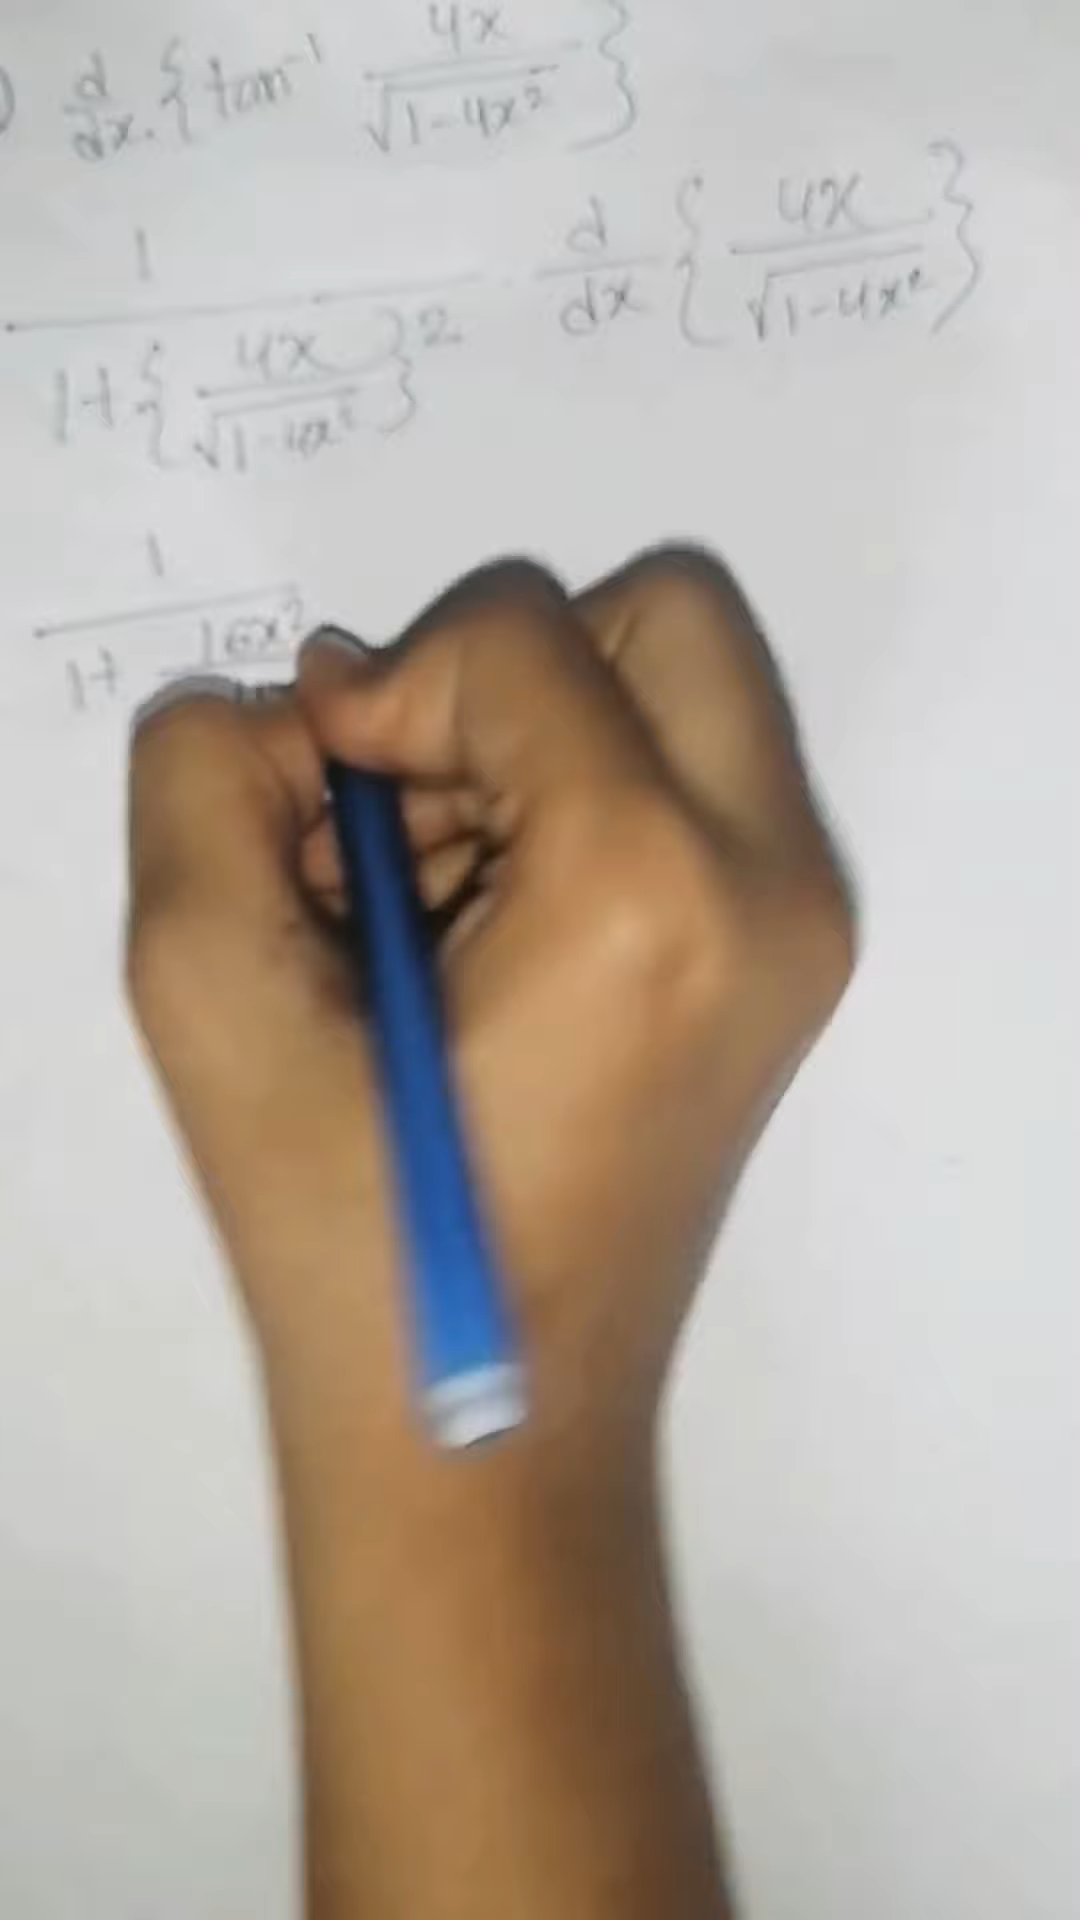 ) d/dx. { tan⁻¹ 4x/√(1-4x²) }
1/(1+{4x/√(1-4x²)}²) · d/dx {4x/√(1-4x²)}
1/(1+ 16x²/